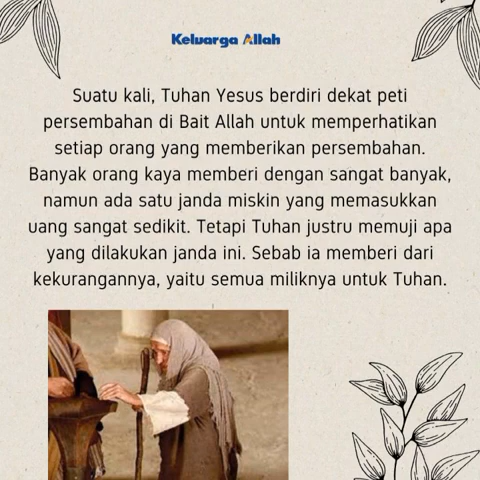 Keluarga Allah
Suatu kali, Tuhan Yesus berdiri dekat peti
persembahan di Bait Allah untuk memperhatikan
setiap orang yang memberikan persembahan.
Banyak orang kaya memberi dengan sangat banyak,
namun ada satu janda miskin yang memasukkan
uang sangat sedikit. Tetapi Tuhan justru memuji apa
yang dilakukan janda ini. Sebab ia memberi dari
kekurangannya, yaitu semua miliknya untuk Tuhan.